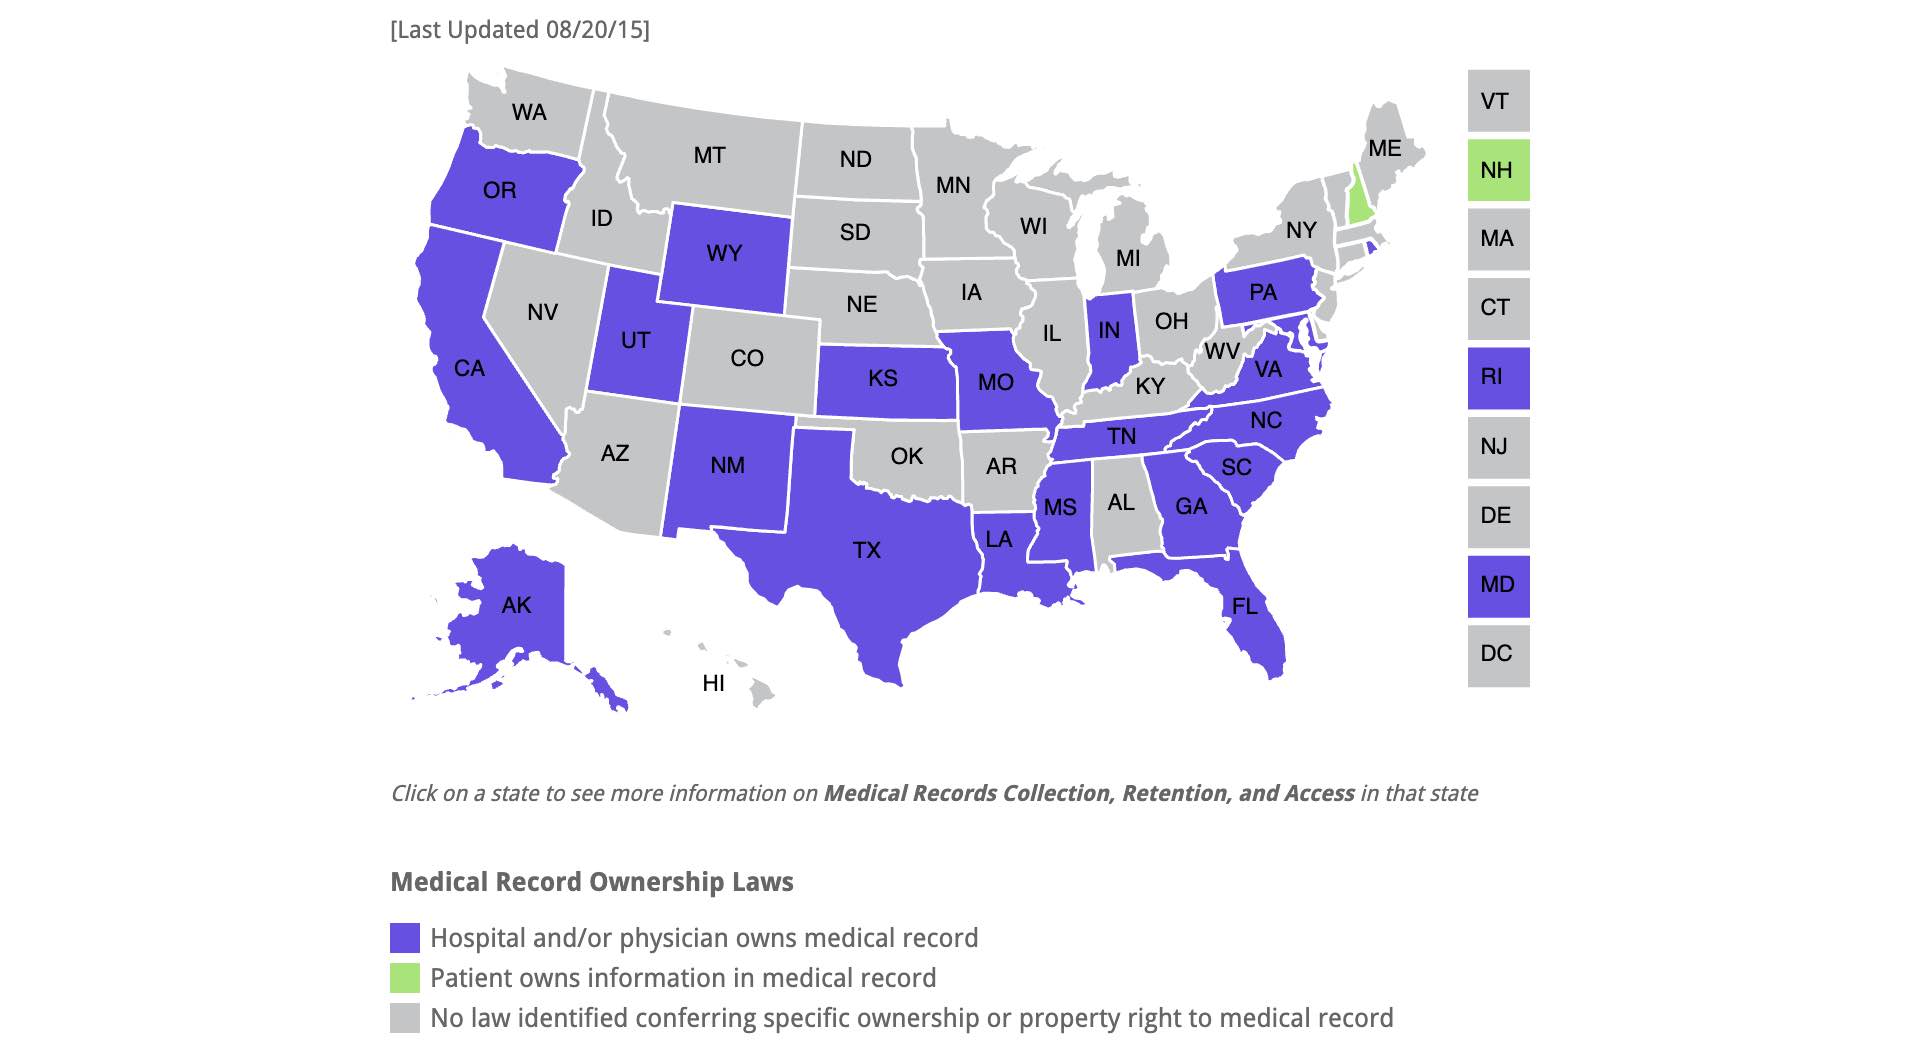 [Last Updated 08/20/15]
WA
MT
ND
MN
ME
VT
OR
ID
WY
SD
WI
MI
NY
NH
MA
NV
UT
CO
NE
IA
IL
IN
OH
PA
WV
VA
KY
CT
CA
KS
MO
TN
NC
RI
AZ
NM
OK
AR
SC
NJ
TX
LA
MS
AL
GA
DE
AK
HI
FL
MD
DC
Click on a state to see more information on Medical Records Collection, Retention, and Access in that state
Medical Record Ownership Laws
Hospital and/or physician owns medical record
Patient owns information in medical record
No law identified conferring specific ownership or property right to medical record